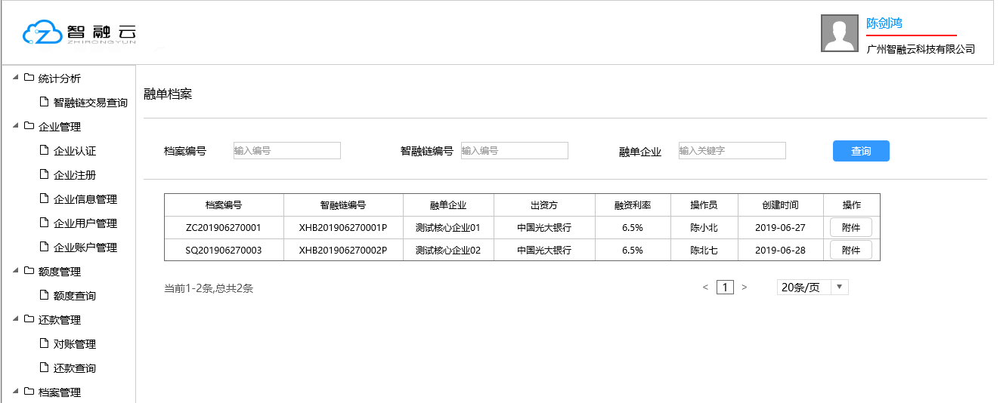 智融云
ZHIRONGYUN
陈剑鸿
广州智融云科技有限公司
统计分析
智融链交易查询
企业管理
企业认证
企业注册
企业信息管理
企业用户管理
企业账户管理
额度管理
额度查询
还款管理
对账管理
还款查询
档案管理
融单档案
档案编号 输入编号 智融链编号 输入编号 融单企业 输入关键字 查询
档案编号 智融链编号 融单企业 出资方 融资利率 操作员 创建时间 操作
ZC201906270001 XHB201906270001P 测试核心企业01 中国光大银行 6.5% 陈小北 2019-06-27 附件
SQ201906270003 XHB201906270002P 测试核心企业02 中国光大银行 6.5% 陈北七 2019-06-28 附件
当前1-2条,总共2条 < 1 > 20条/页